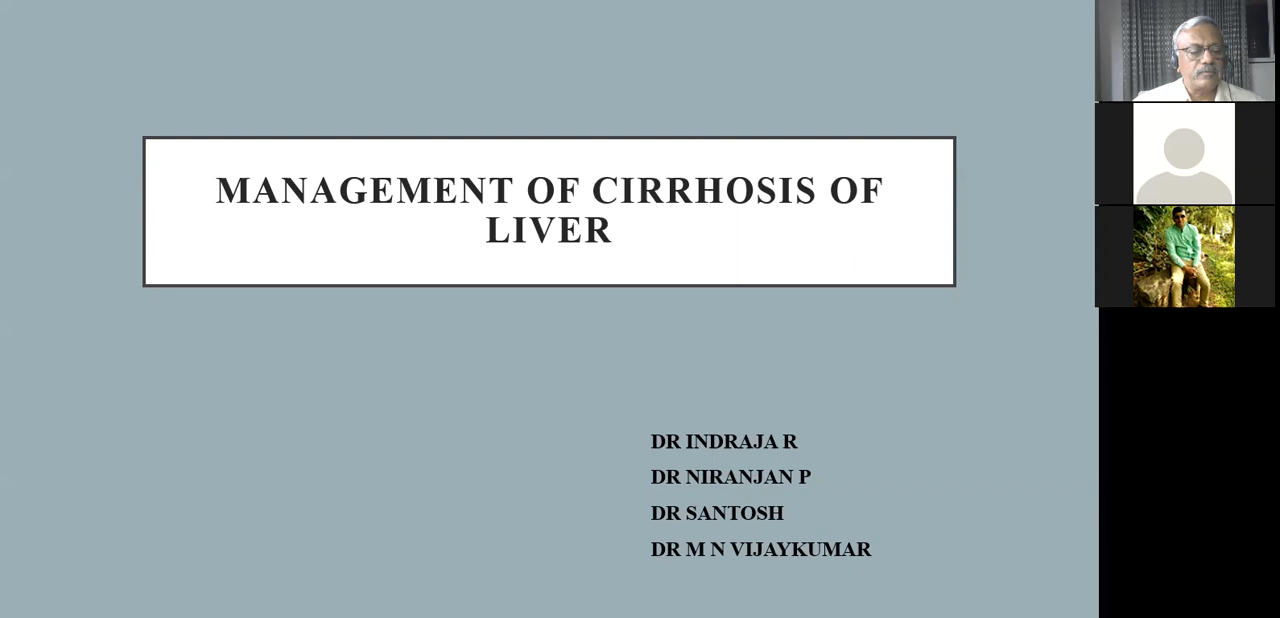 MANAGEMENT OF CIRRHOSIS OF
LIVER
DR INDRAJA R
DR NIRANJAN P
DR SANTOSH
DR M N VIJAYKUMAR